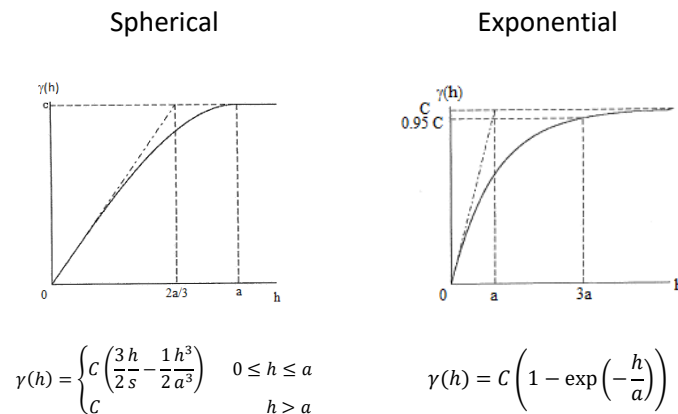 Spherical
Exponential
γ(h)
C
2a/3
a
h
0
γ(h)
C
0.95 C
0
a
3a
h
γ(h) = { C (3/2 h/s − 1/2 h³/a³) 0 ≤ h ≤ a
C h > a
γ(h) = C (1 − exp (− h/a))